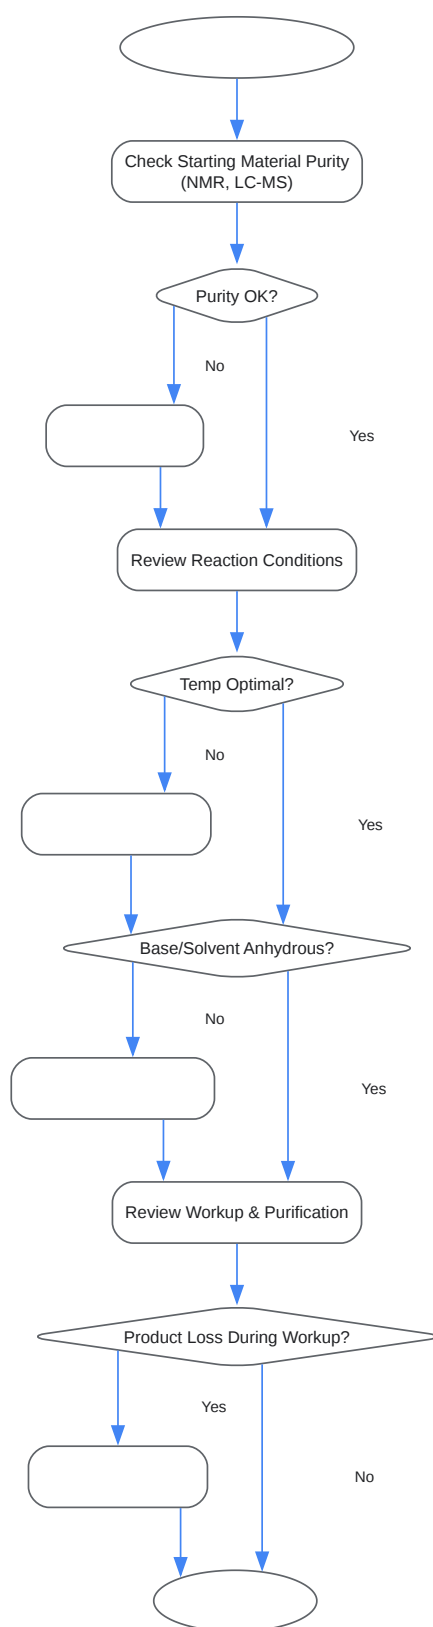 Check Starting Material Purity
(NMR, LC-MS)
Purity OK?
No
Yes
Review Reaction Conditions
Temp Optimal?
No
Yes
Base/Solvent Anhydrous?
No
Yes
Review Workup & Purification
Product Loss During Workup?
Yes
No